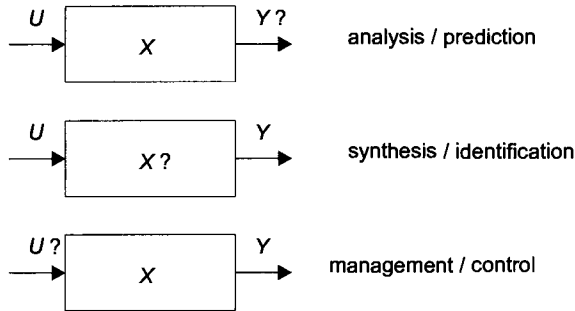 U Y ?
X analysis / prediction
U Y
X ? synthesis / identification
U ? Y
X management / control